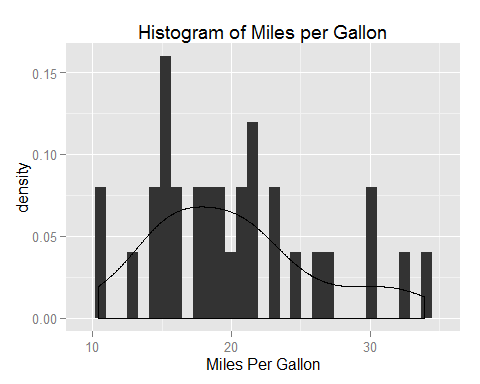 Histogram of Miles per Gallon
density
0.15
0.10
0.05
0.00
10 20 30
Miles Per Gallon